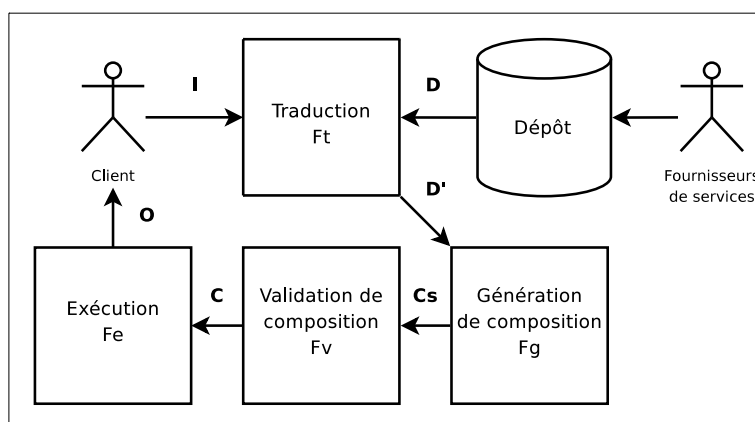 I
Traduction
Ft
D
Dépôt
Client
Fournisseurs
de services
D'
O
Exécution
Fe
C
Validation de
composition
Fv
Cs
Génération
de composition
Fg